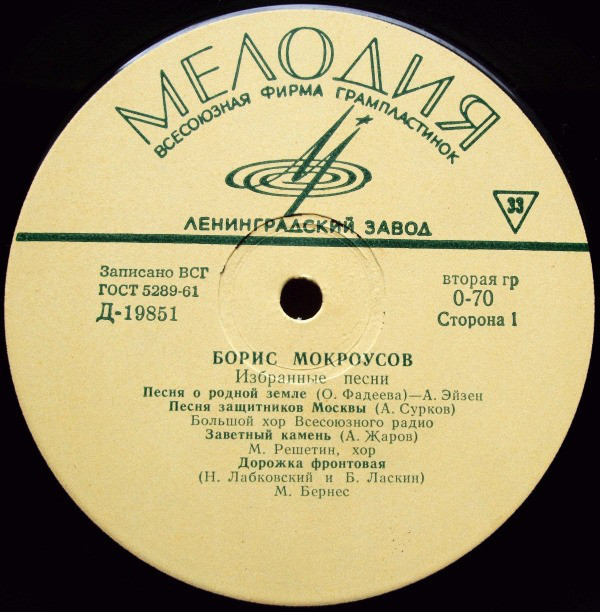 МЕЛОДИЯ
ВСЕСОЮЗНАЯ ФИРМА ГРАМПЛАСТИНОК
33
ЛЕНИНГРАДСКИЙ ЗАВОД
Записано ВСГ
ГОСТ 5289-61
Д-19851
вторая гр
0-70
Сторона 1
БОРИС МОКРОУСОВ
Избранные песни
Песня о родной земле (О. Фадеева)—А. Эйзен
Песня защитников Москвы (А. Сурков)
Большой хор Всесоюзного радио
Заветный камень (А. Жаров)
М. Решетин, хор
Дорожка фронтовая
(Н. Лабковский и Б. Ласкин)
М. Бернес